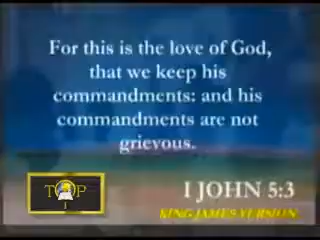 For this is the love of God,
that we keep his
commandments: and his
commandments are not
grievous.
I JOHN 5:3
KING JAMES VERSION
T P